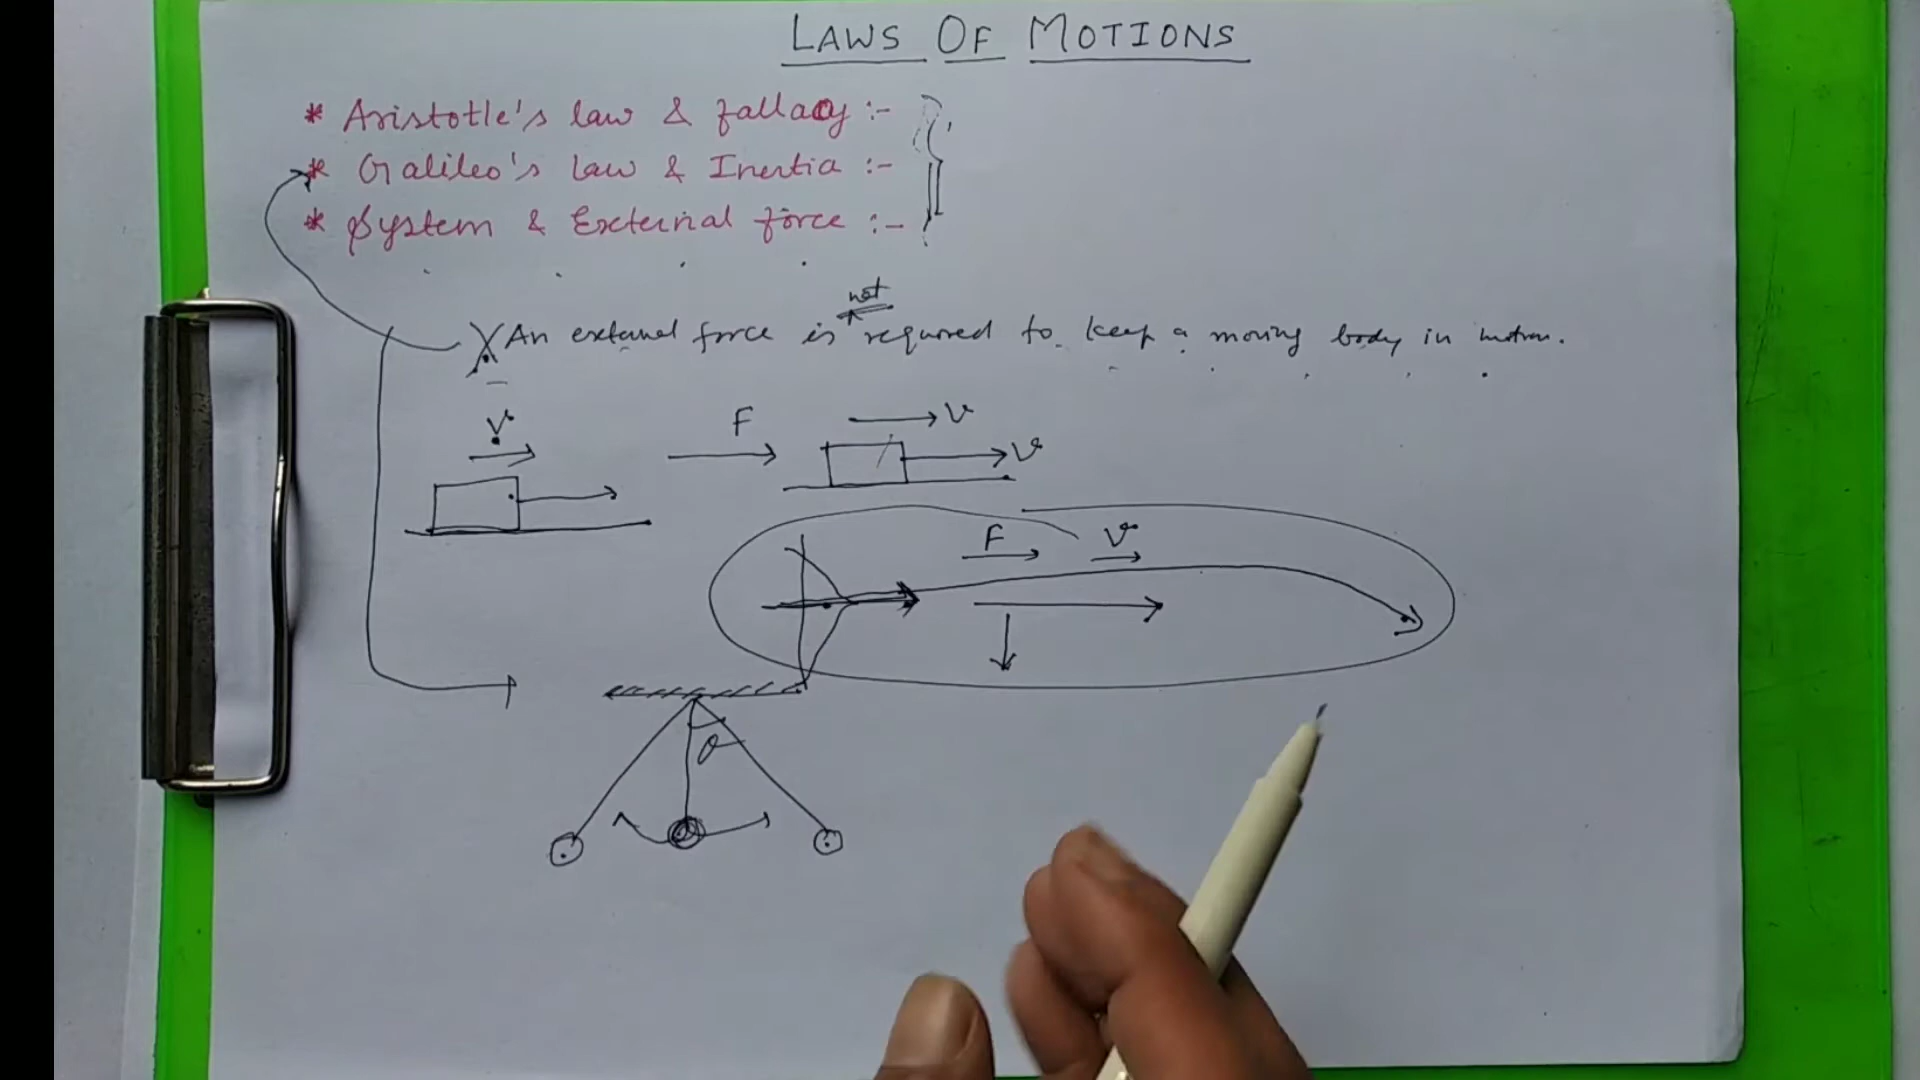 LAWS OF MOTIONS
* Aristotle's law & fallacy :-
* Galileo's law & Inertia :-
* System & External force :-
not
An external force is required to keep a moving body in motion.
V
F
V
V
F
V
θ